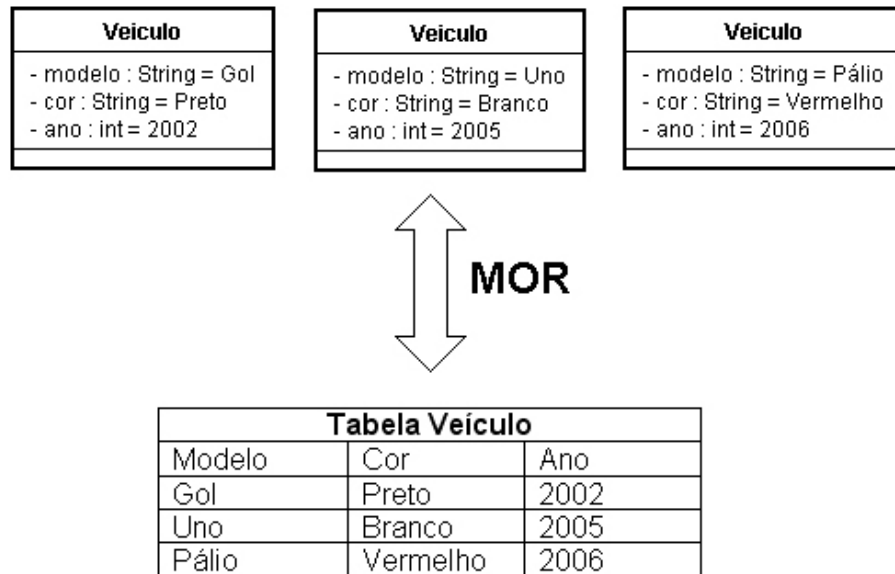 Veiculo
- modelo : String = Gol
- cor : String = Preto
- ano : int = 2002
Veiculo
- modelo : String = Uno
- cor : String = Branco
- ano : int = 2005
Veiculo
- modelo : String = Pálio
- cor : String = Vermelho
- ano : int = 2006
MOR
Tabela Veículo
Modelo Cor Ano
Gol Preto 2002
Uno Branco 2005
Pálio Vermelho 2006